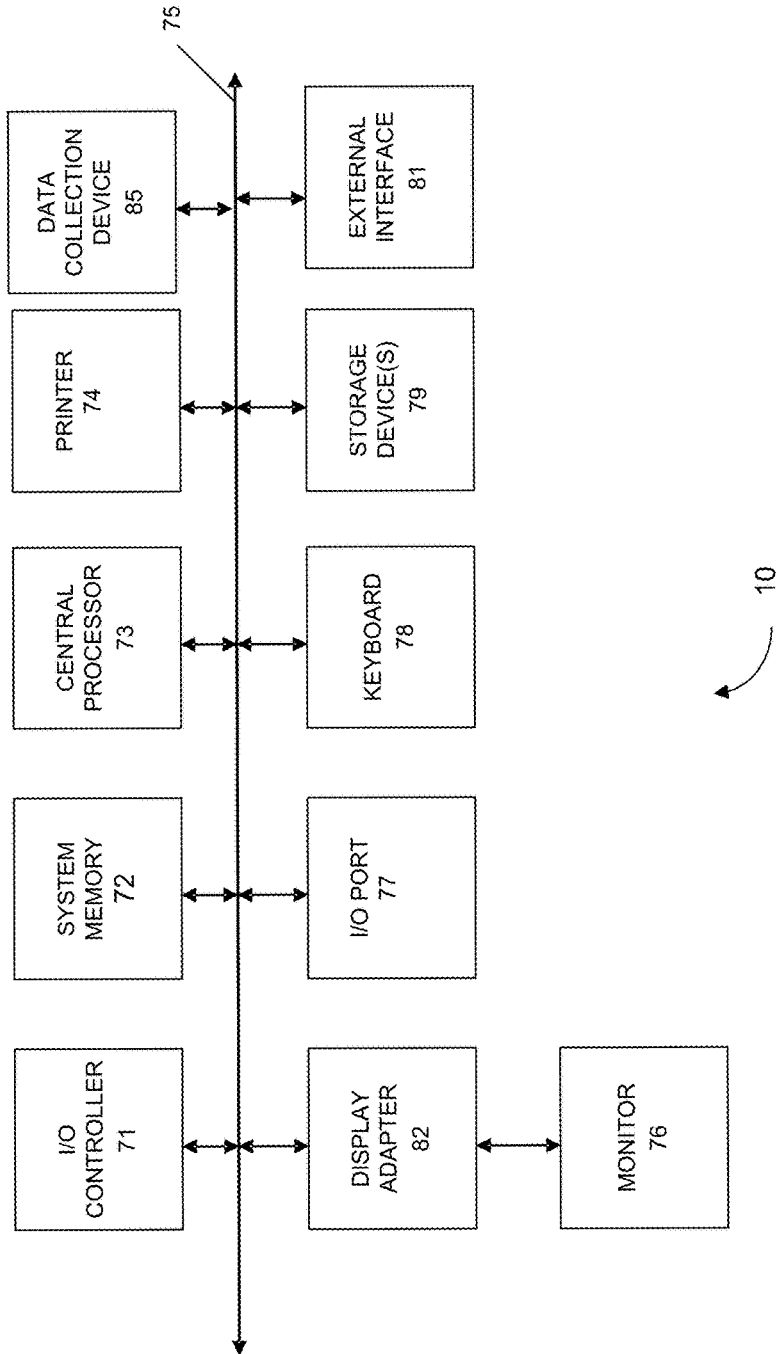 I/O
CONTROLLER
71
SYSTEM
MEMORY
72
CENTRAL
PROCESSOR
73
PRINTER
74
DATA
COLLECTION
DEVICE
85
75
DISPLAY
ADAPTER
82
I/O PORT
77
KEYBOARD
78
STORAGE
DEVICE(S)
79
EXTERNAL
INTERFACE
81
MONITOR
76
10